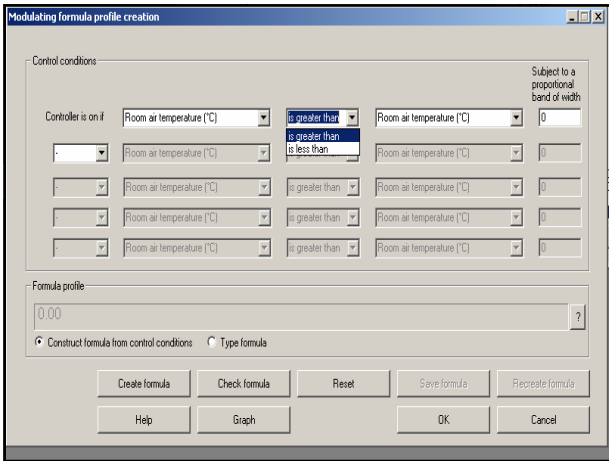 Modulating formula profile creation
Control conditions
Subject to a
proportional
band of width
Controller is on if Room air temperature (°C) is greater than Room air temperature (°C) 0
is greater than
is less than
- Room air temperature (°C) Room air temperature (°C) 0
- Room air temperature (°C) is greater than Room air temperature (°C) 0
- Room air temperature (°C) is greater than Room air temperature (°C) 0
- Room air temperature (°C) is greater than Room air temperature (°C) 0
Formula profile
0.00 ?
Construct formula from control conditions Type formula
Create formula Check formula Reset Save formula Recreate formula
Help Graph OK Cancel